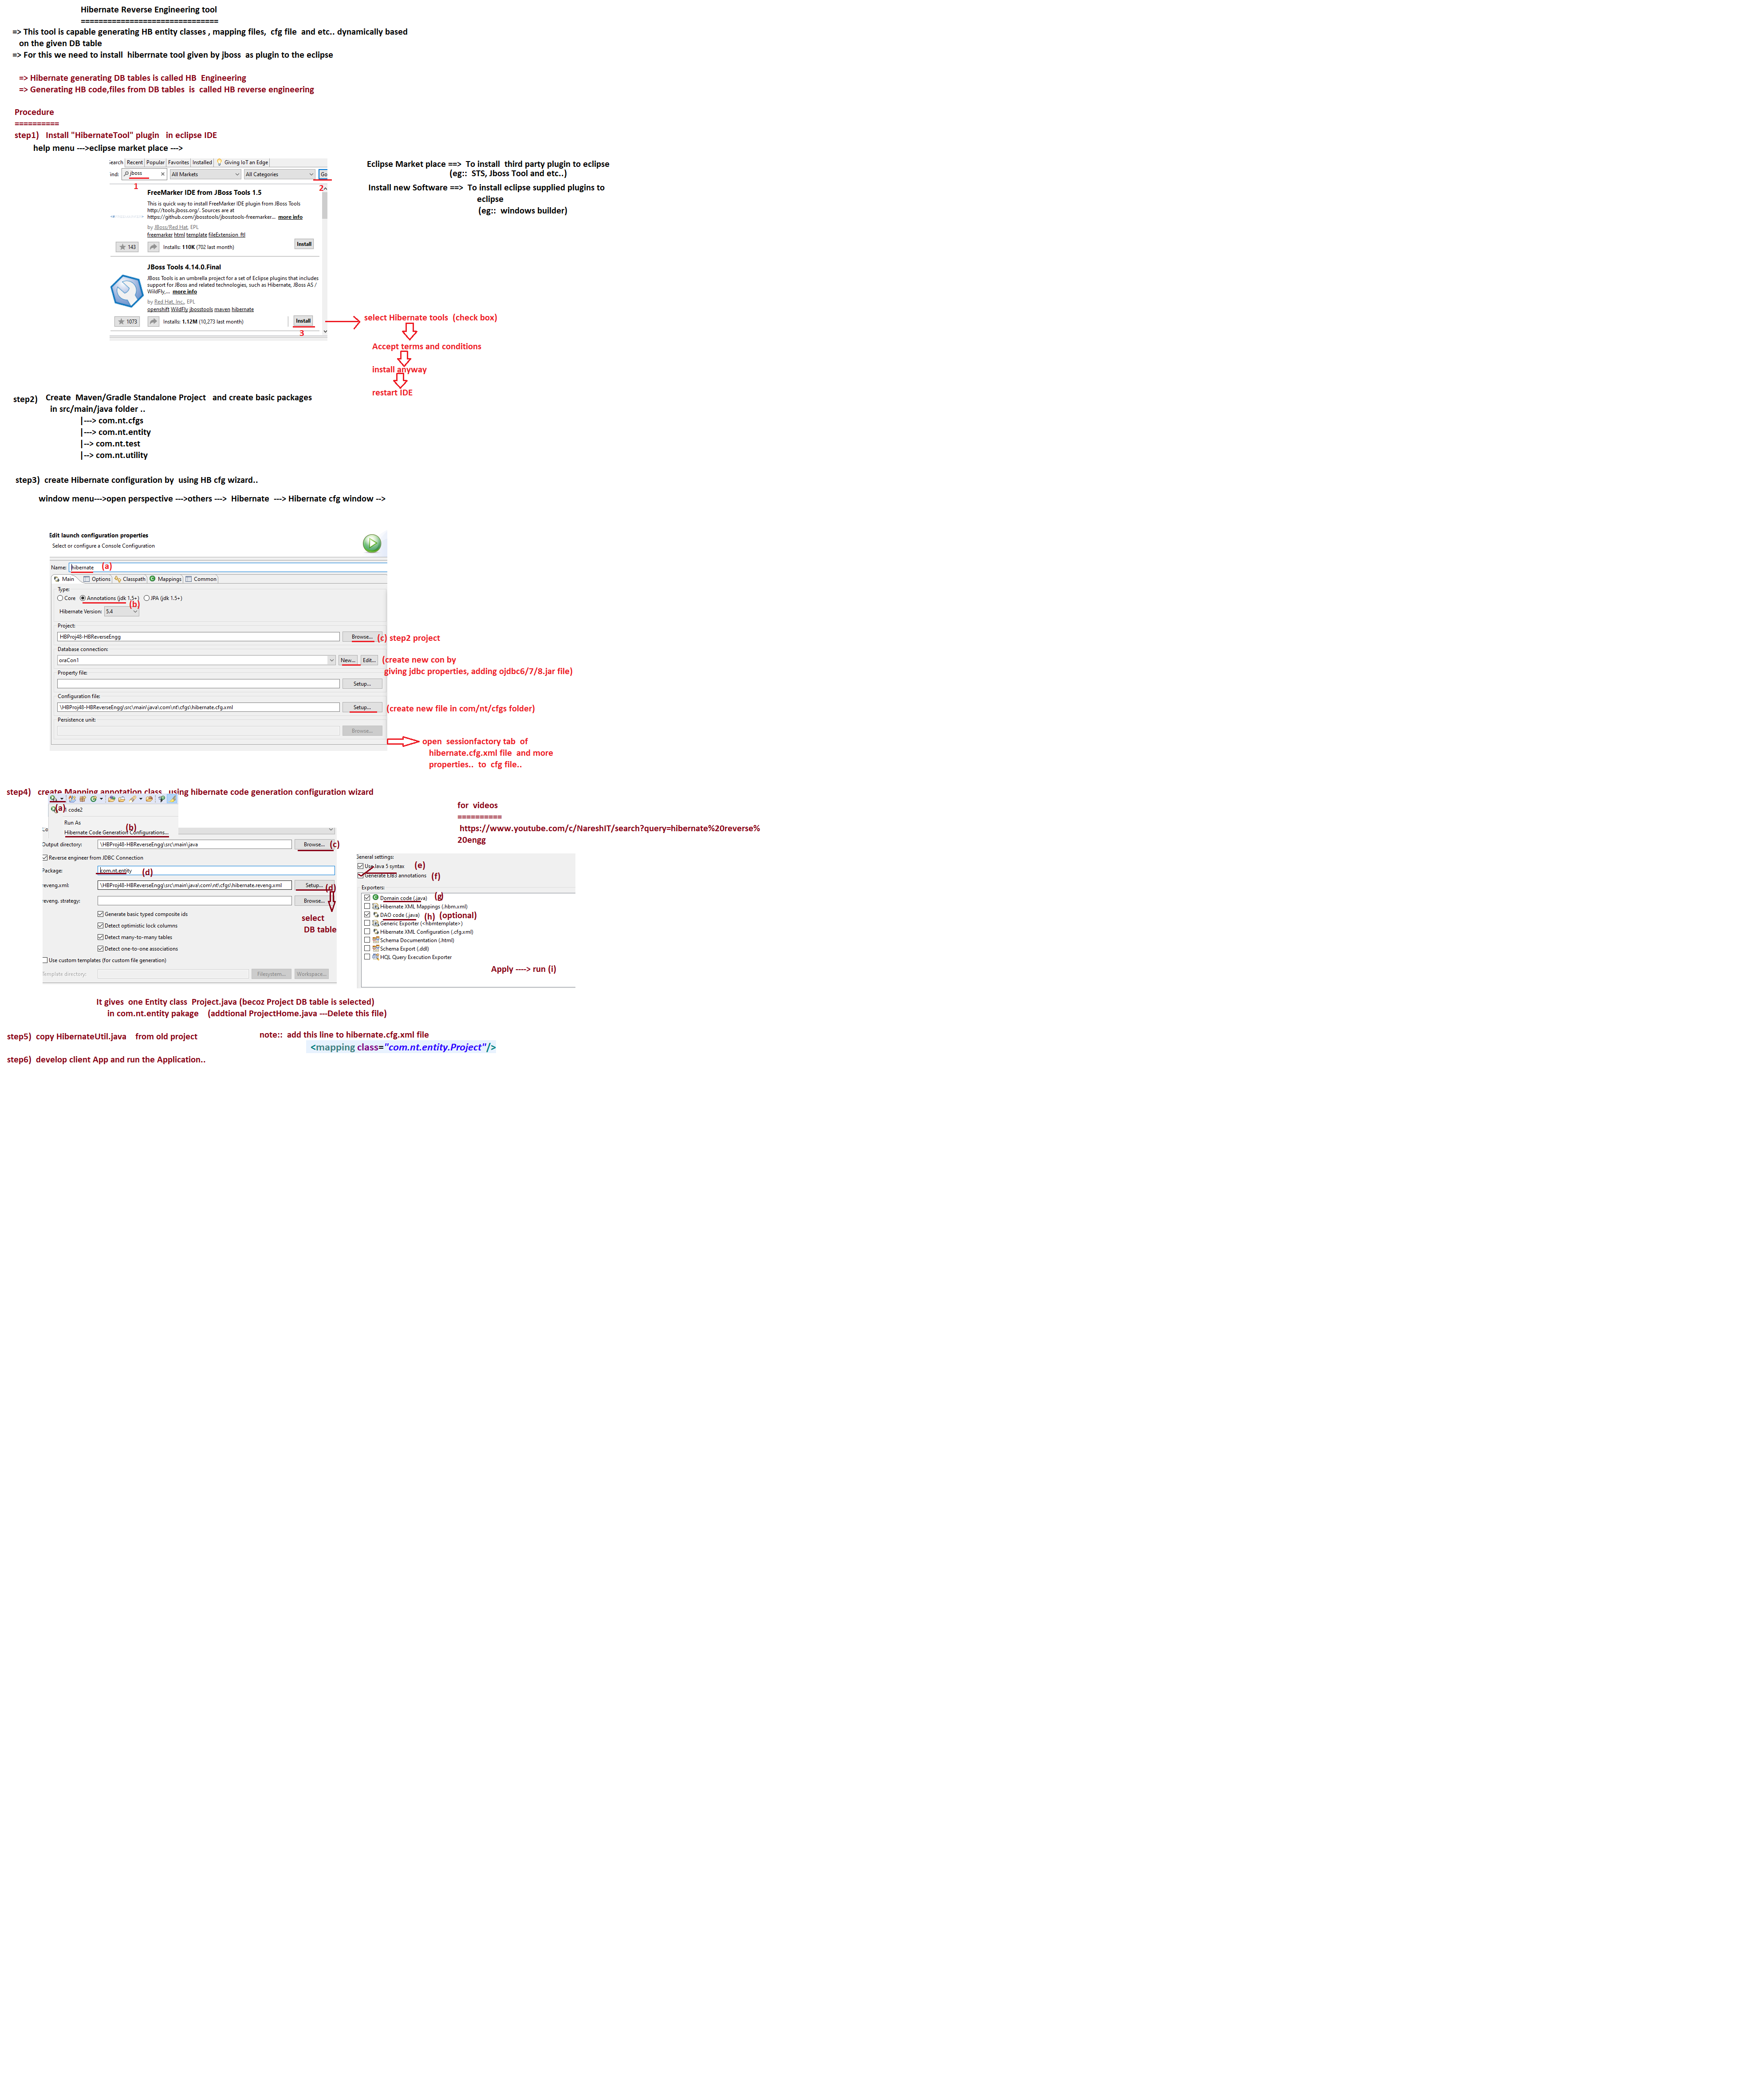 Hibernate Reverse Engineering tool
===============================
=> This tool is capable generating HB entity classes , mapping files,  cfg file  and etc.. dynamically based
on the given DB table
=> For this we need to install  hiberrnate tool given by jboss  as plugin to the eclipse
=> Hibernate generating DB tables is called HB  Engineering
=> Generating HB code,files from DB tables  is  called HB reverse engineering
Procedure
==========
step1)   Install "HibernateTool" plugin   in eclipse IDE
help menu --->eclipse market place --->
Search Recent Popular Favorites Installed Giving IoT an Edge
Find: jboss All Markets All Categories Go
1 2
FreeMarker IDE from JBoss Tools 1.5
This is quick way to install FreeMarker IDE plugin from JBoss Tools
http://tools.jboss.org/. Sources are at
https://github.com/jbosstools/jbosstools-freemarker... more info
by JBoss/Red Hat, EPL
freemarker html template fileExtension_ftl
143 Installs: 110K (702 last month) Install
JBoss Tools 4.14.0.Final
JBoss Tools is an umbrella project for a set of Eclipse plugins that includes
support for JBoss and related technologies, such as Hibernate, JBoss AS /
WildFly,... more info
by Red Hat, Inc., EPL
openshift WildFly jbosstools maven hibernate
1073 Installs: 1,12M (10,273 last month) Install
3
Eclipse Market place ==>  To install  third party plugin to eclipse
(eg::  STS, Jboss Tool and etc..)
Install new Software ==>  To install eclipse supplied plugins to
eclipse
(eg::  windows builder)
select Hibernate tools  (check box)
Accept terms and conditions
install anyway
restart IDE
step2)   Create  Maven/Gradle Standalone Project   and create basic packages
in src/main/java folder ..
|---> com.nt.cfgs
|---> com.nt.entity
|--> com.nt.test
|--> com.nt.utility
step3)  create Hibernate configuration by  using HB cfg wizard..
window menu--->open perspective --->others --->  Hibernate  ---> Hibernate cfg window -->
Edit launch configuration properties
Select or configure a Console Configuration
Name: hibernate (a)
Main Options Classpath Mappings Common
Type:
Core Annotations (jdk 1.5+) JPA (jdk 1.5+)
(b)
Hibernate Version: 5.4
Project:
HBProj48-HBReverseEngg Browse... (c) step2 project
Database connection:
oraCon1 New... Edit... (create new con by
giving jdbc properties, adding ojdbc6/7/8.jar file)
Property file:
Setup...
Configuration file:
\HBProj48-HBReverseEngg\src\main\java\com\nt\cfgs\hibernate.cfg.xml Setup... (create new file in com/nt/cfgs folder)
Persistence unit:
Browse...
open  sessionfactory tab  of
hibernate.cfg.xml file  and more
properties..  to  cfg file..
step4)   create Mapping annotation class   using hibernate code generation configuration wizard
(a) code2
Run As
(b)
Hibernate Code Generation Configurations...
Output directory: \HBProj48-HBReverseEngg\src\main\java Browse... (c)
Reverse engineer from JDBC Connection
Package: com.nt.entity (d)
reveng.xml: \HBProj48-HBReverseEngg\src\main\java\com\nt\cfgs\hibernate.reveng.xml Setup... (d)
reveng. strategy: Browse...
Generate basic typed composite ids
Detect optimistic lock columns
Detect many-to-many tables
Detect one-to-one associations
Use custom templates (for custom file generation)
Template directory: Filesystem... Workspace...
select
DB table
for  videos
==========
https://www.youtube.com/c/NareshIT/search?query=hibernate%20reverse%
20engg
General settings:
Use Java 5 syntax (e)
Generate EJB3 annotations (f)
Exporters:
Domain code (.java) (g)
Hibernate XML Mappings (.hbm.xml)
DAO code (.java) (h) (optional)
Generic Exporter (<hbmtemplate>)
Hibernate XML Configuration (.cfg.xml)
Schema Documentation (.html)
Schema Export (.ddl)
HQL Query Execution Exporter
Apply ----> run (i)
It gives  one Entity class  Project.java (becoz Project DB table is selected)
in com.nt.entity pakage    (addtional ProjectHome.java ---Delete this file)
step5)  copy HibernateUtil.java    from old project
note::  add this line to hibernate.cfg.xml file
<mapping class="com.nt.entity.Project"/>
step6)  develop client App and run the Application..